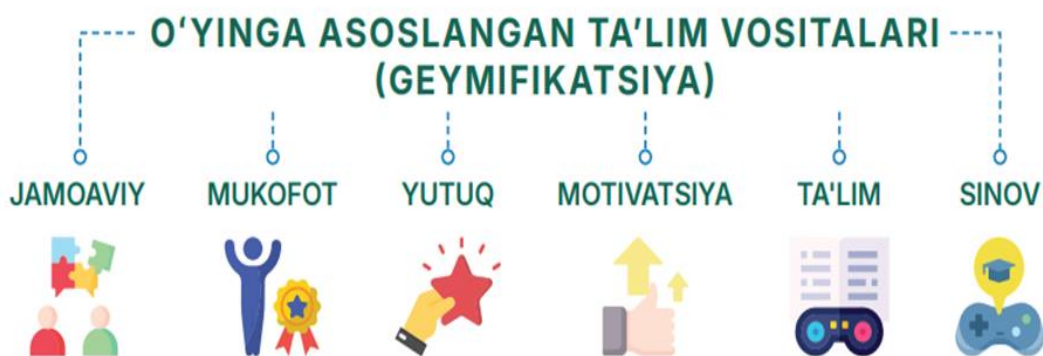 O‘YINGA ASOSLANGAN TA’LIM VOSITALARI
(GEYMIFIKATSIYA)
JAMOAVIY MUKOFOT YUTUQ MOTIVATSIYA TA'LIM SINOV